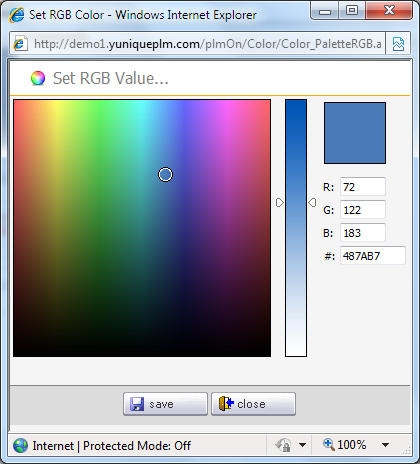 Set RGB Color - Windows Internet Explorer
http://demo1.yuniqueplm.com/plmOn/Color/Color_PaletteRGB.a
Set RGB Value...
R: 72
G: 122
B: 183
#: 487AB7
save close
Internet | Protected Mode: Off 100%